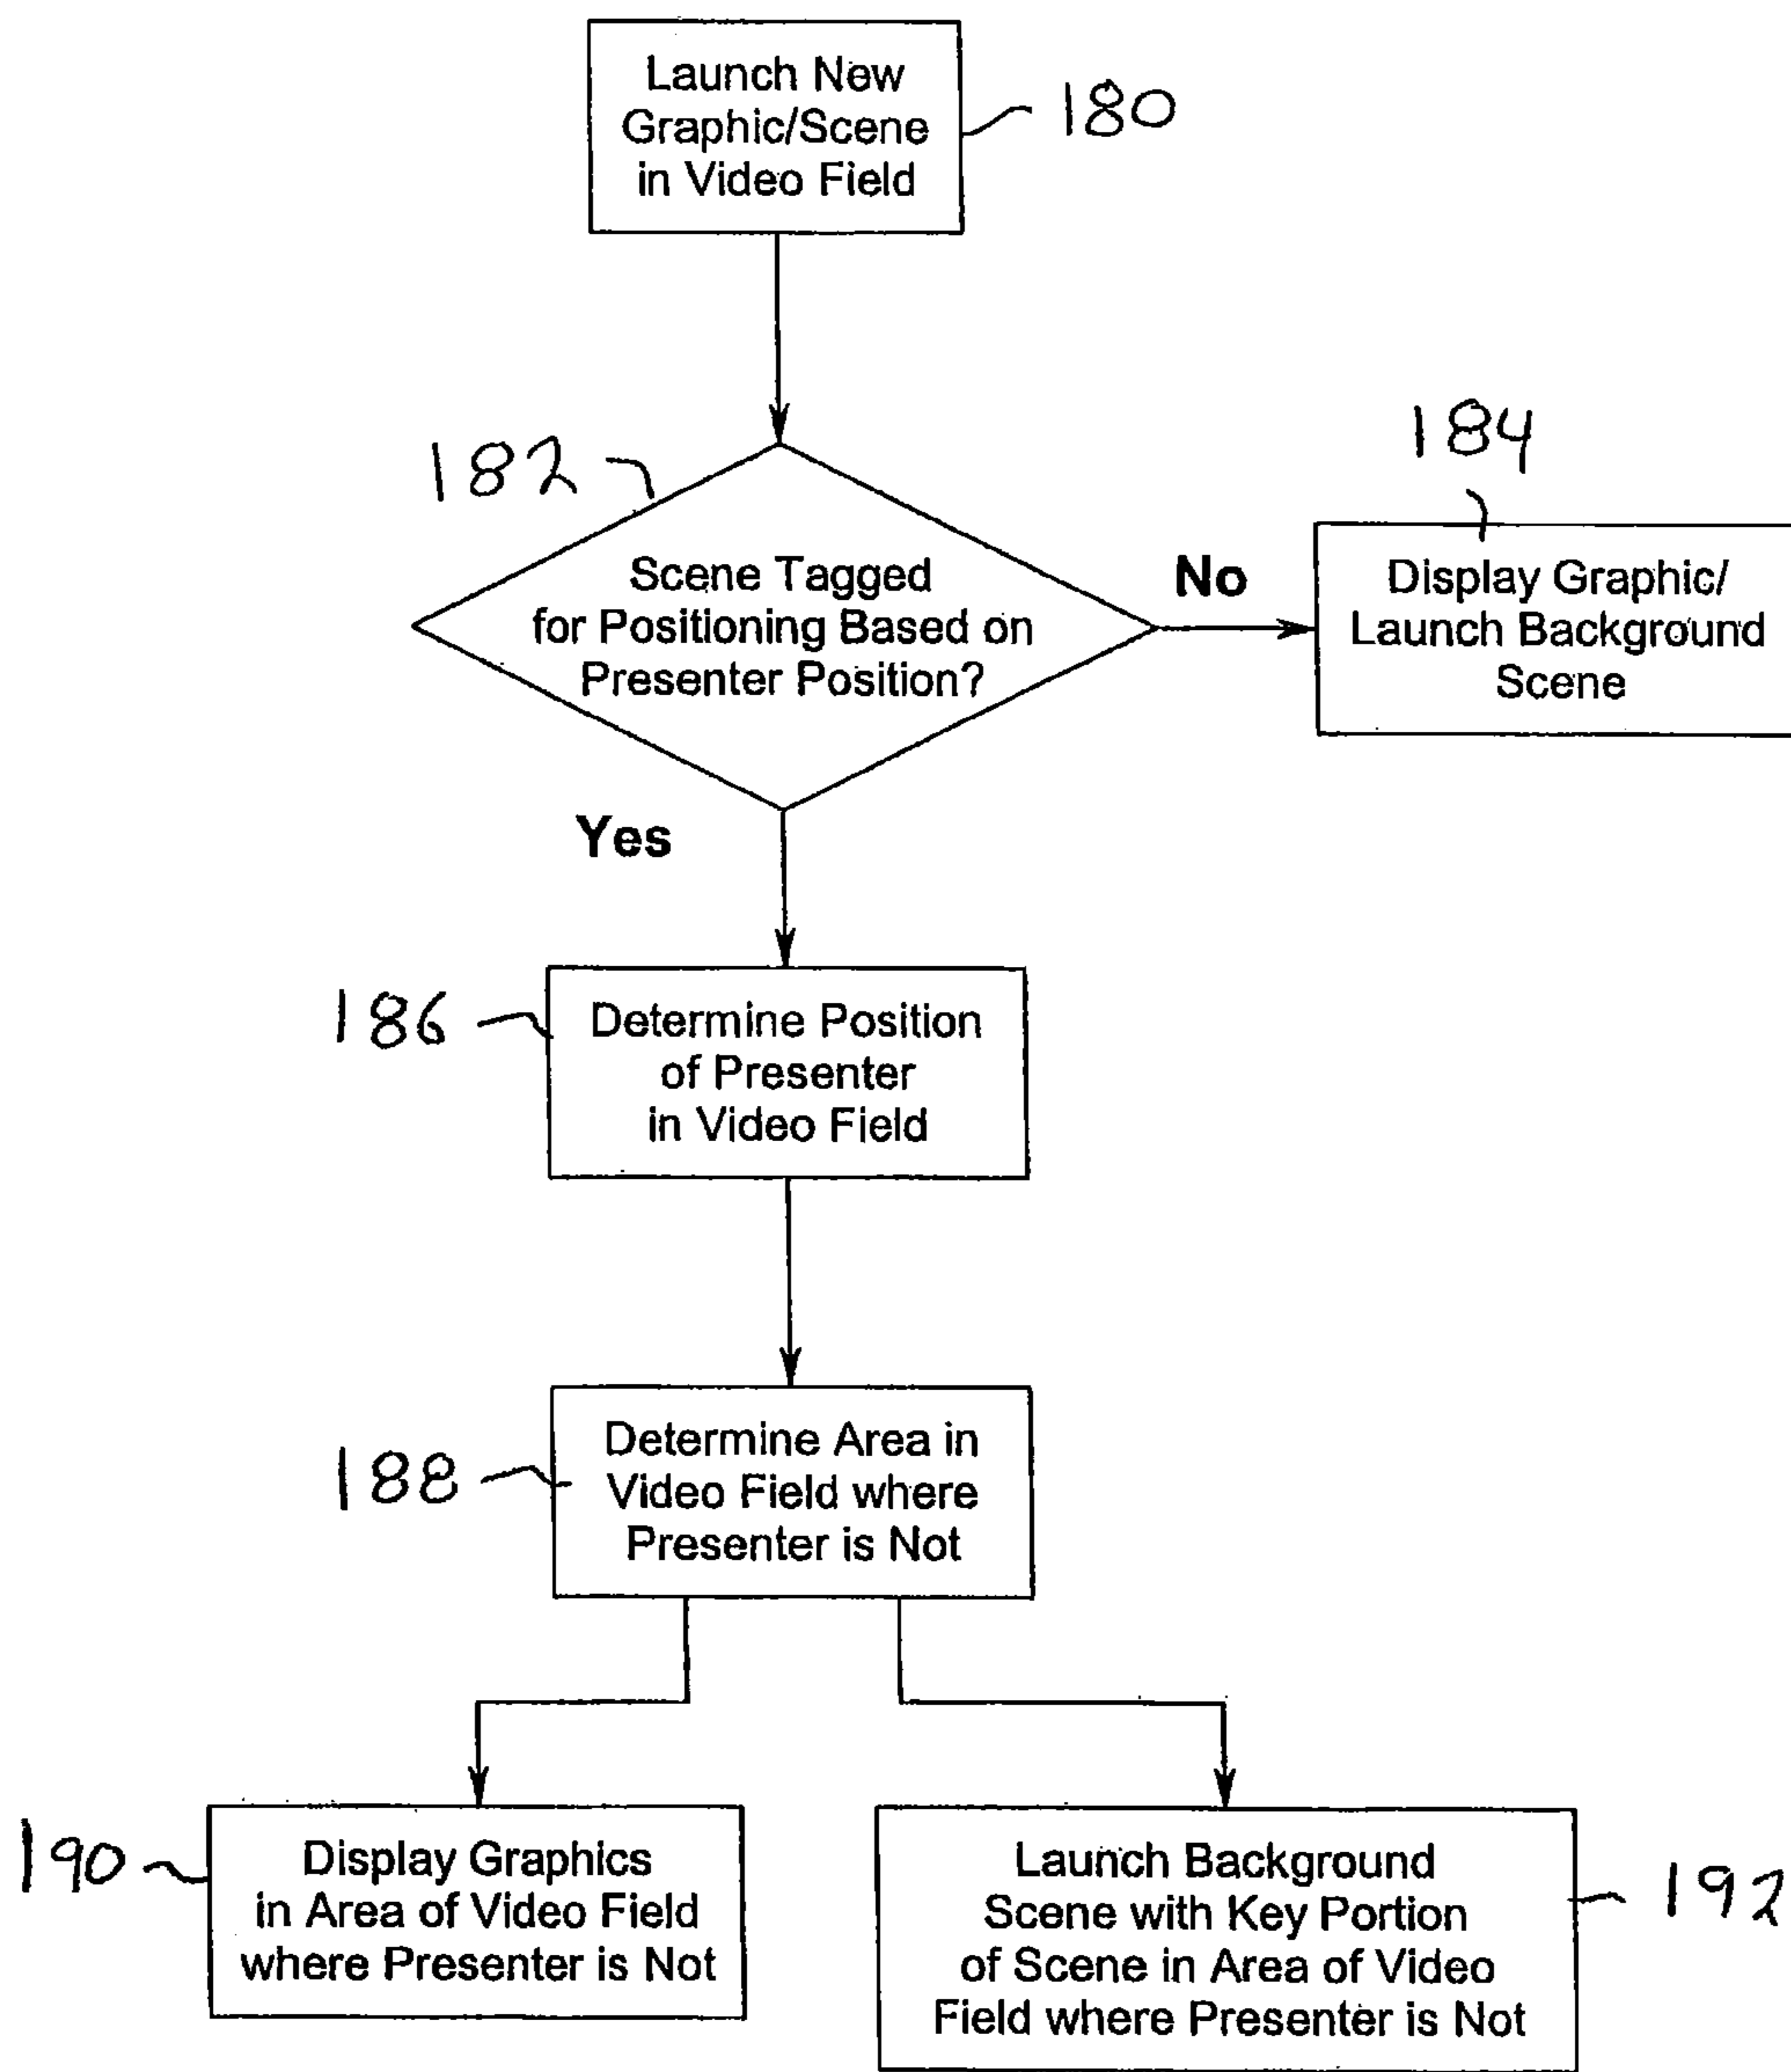 Launch New
Graphic/Scene
in Video Field
180
182
Scene Tagged
for Positioning Based on
Presenter Position?
No
184
Display Graphic/
Launch Background
Scene
Yes
186
Determine Position
of Presenter
in Video Field
188
Determine Area in
Video Field where
Presenter is Not
190
Display Graphics
in Area of Video Field
where Presenter is Not
Launch Background
Scene with Key Portion
of Scene in Area of Video
Field where Presenter is Not
192